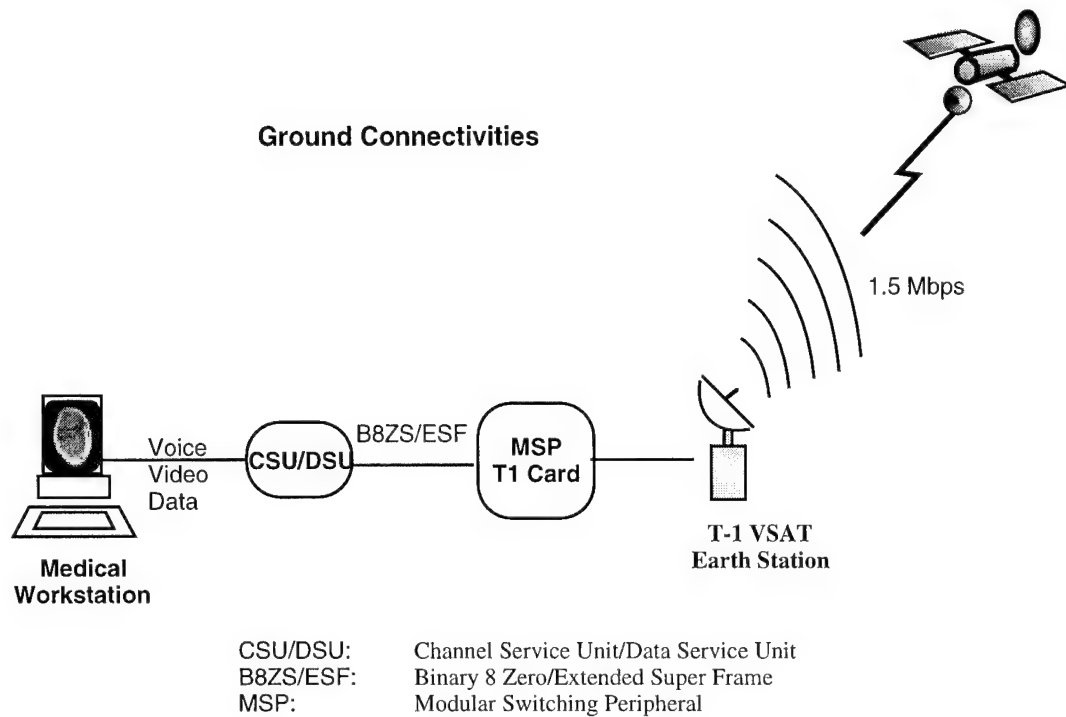 Ground Connectivities
1.5 Mbps
Voice
Video
Data
CSU/DSU
B8ZS/ESF
MSP
T1 Card
T-1 VSAT
Earth Station
Medical
Workstation
CSU/DSU: Channel Service Unit/Data Service Unit
B8ZS/ESF: Binary 8 Zero/Extended Super Frame
MSP: Modular Switching Peripheral